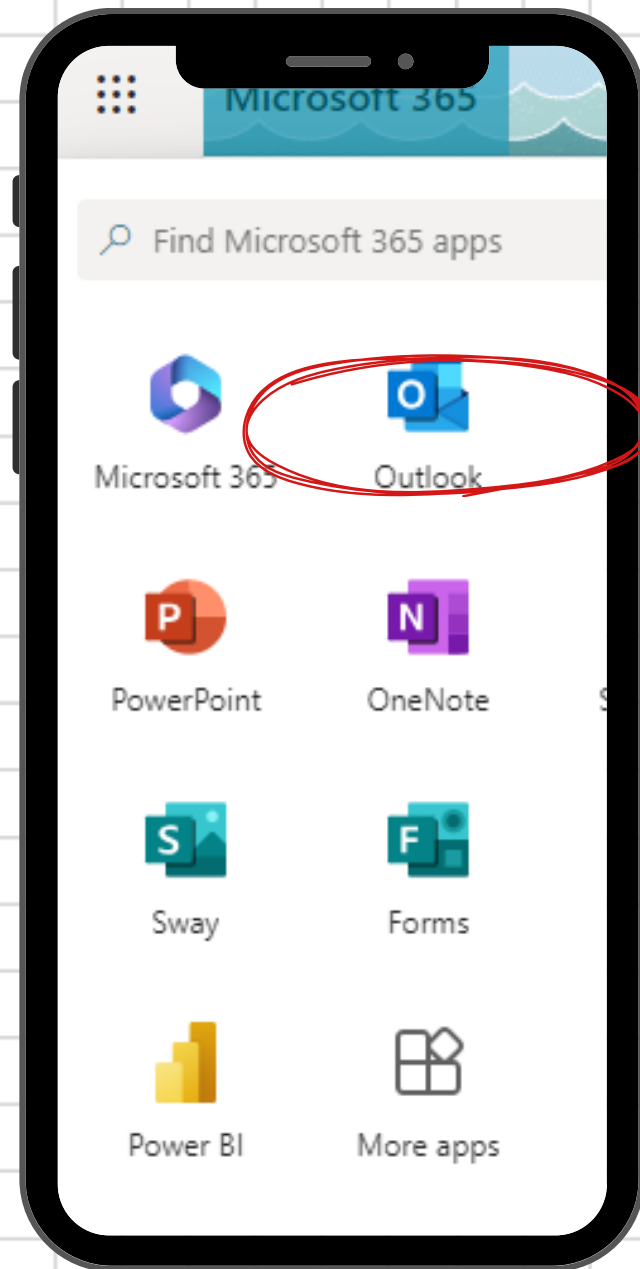 Microsoft 365
Find Microsoft 365 apps
O
Microsoft 365 Outlook
P N
PowerPoint OneNote S
S F
Sway Forms
Power BI More apps